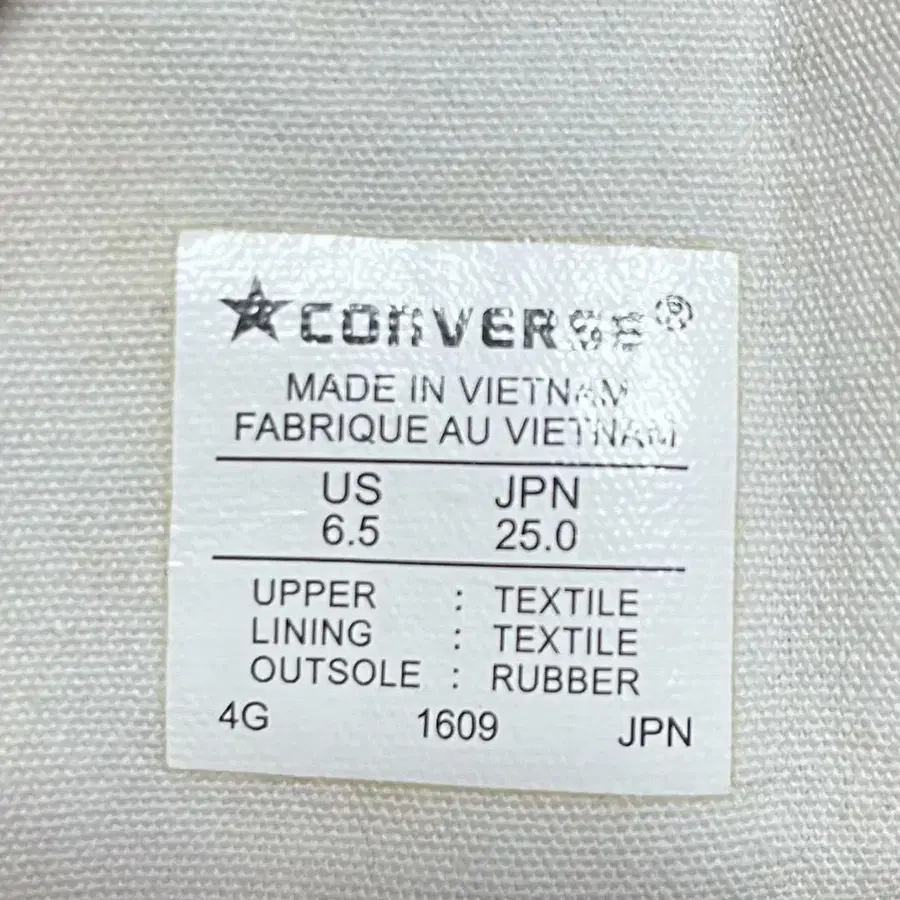 CONVERSE®
MADE IN VIETNAM
FABRIQUE AU VIETNAM
US JPN
6.5 25.0
UPPER : TEXTILE
LINING : TEXTILE
OUTSOLE : RUBBER
4G 1609 JPN